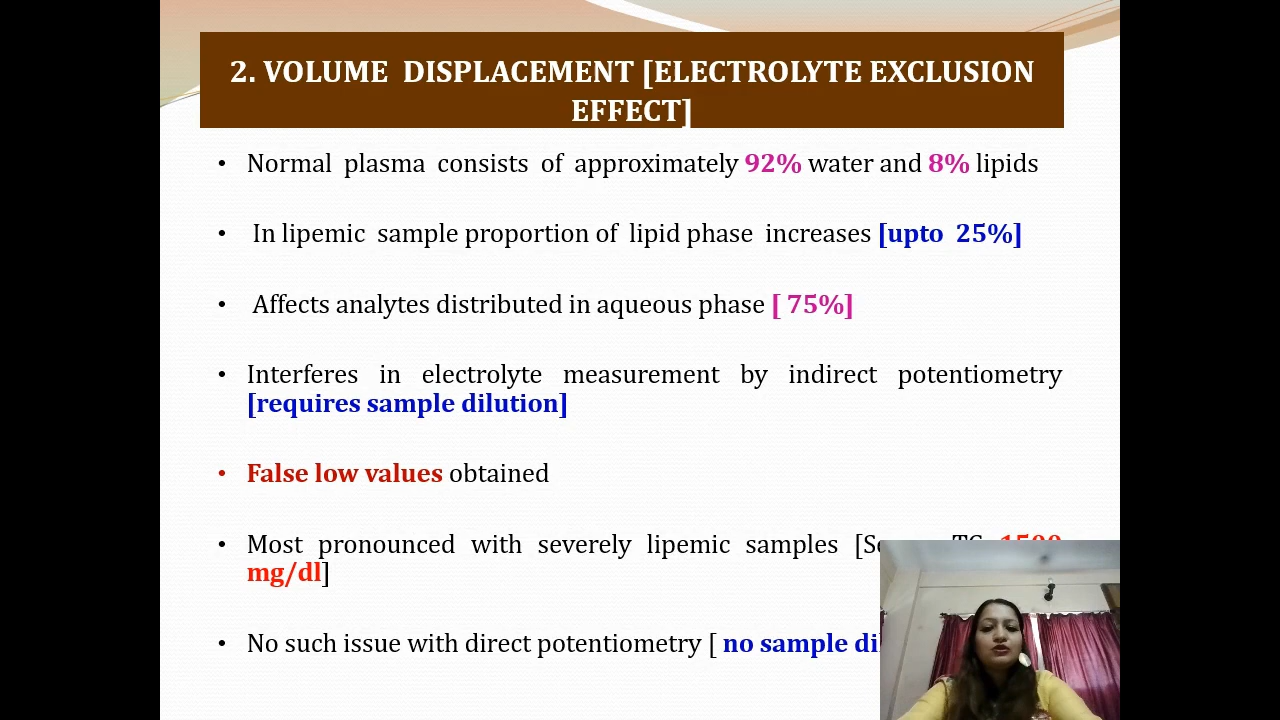 2. VOLUME DISPLACEMENT [ELECTROLYTE EXCLUSION
EFFECT]
• Normal plasma consists of approximately 92% water and 8% lipids
• In lipemic sample proportion of lipid phase increases [upto 25%]
• Affects analytes distributed in aqueous phase [ 75%]
• Interferes in electrolyte measurement by indirect potentiometry
[requires sample dilution]
• False low values obtained
• Most pronounced with severely lipemic samples TG 1500
mg/dl]
• No such issue with direct potentiometry [ no sample